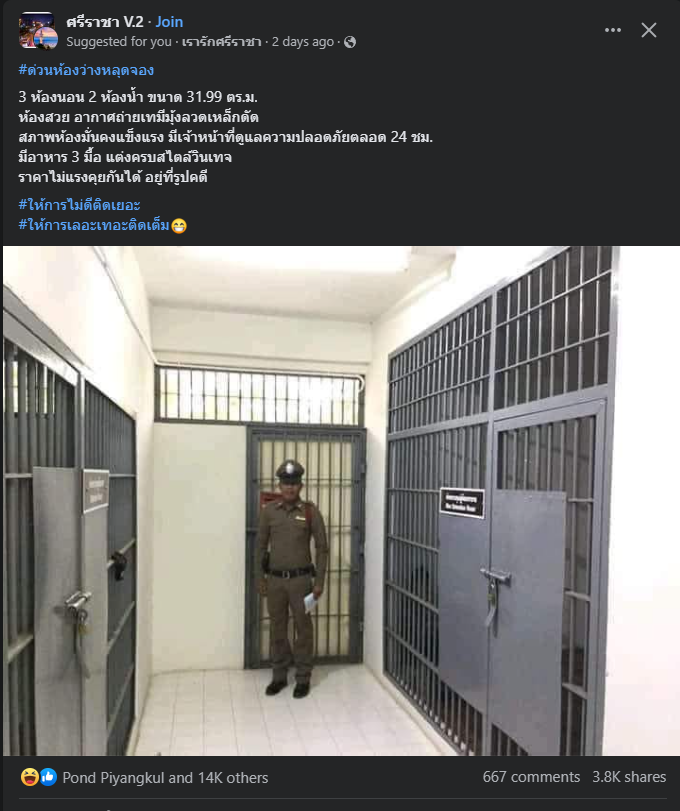 ศรีราชา V.2 · Join
Suggested for you · เรารักศรีราชา · 2 days ago ·
#ด่วนห้องว่างหลุดจอง
3 ห้องนอน 2 ห้องน้ำ ขนาด 31.99 ตร.ม.
ห้องสวย อากาศถ่ายเทมีมุ้งลวดเหล็กดัด
สภาพห้องมั่นคงแข็งแรง มีเจ้าหน้าที่ดูแลความปลอดภัยตลอด 24 ชม.
มีอาหาร 3 มื้อ แต่งครบสไตล์วินเทจ
ราคาไม่แรงคุยกันได้ อยู่ที่รูปคดี
#ให้การไม่ดีติดเยอะ
#ให้การเลอะเทอะติดเต็ม😁
Pond Piyangkul and 14K others
667 comments 3.8K shares